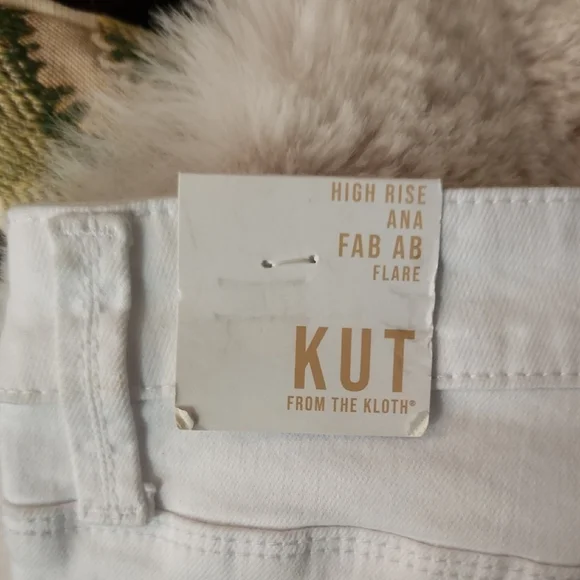 HIGH RISE
ANA
FAB AB
FLARE
KUT
FROM THE KLOTH®